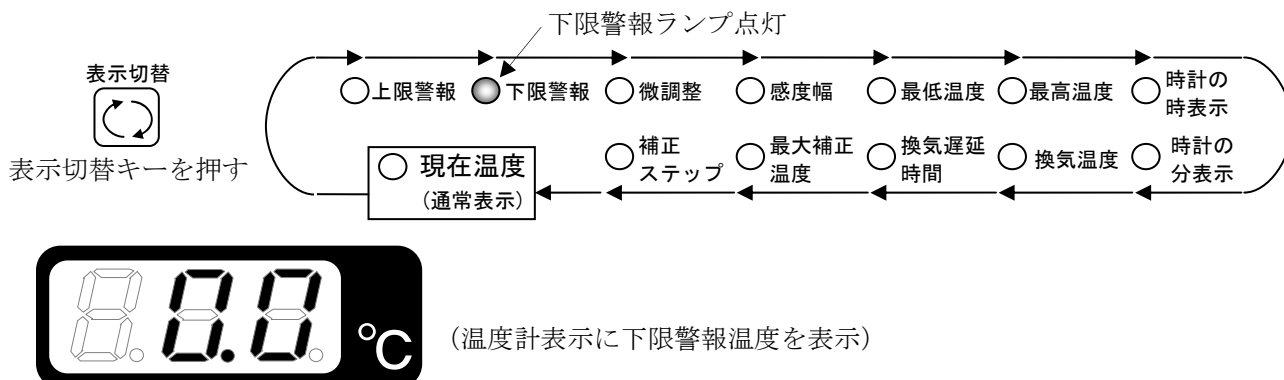 下限警報ランプ点灯
表示切替
表示切替キーを押す
上限警報
下限警報
微調整
感度幅
最低温度
最高温度
時計の
時表示
現在温度
(通常表示)
補正
ステップ
最大補正
温度
換気遅延
時間
換気温度
時計の
分表示
0.0
℃
(温度計表示に下限警報温度を表示)